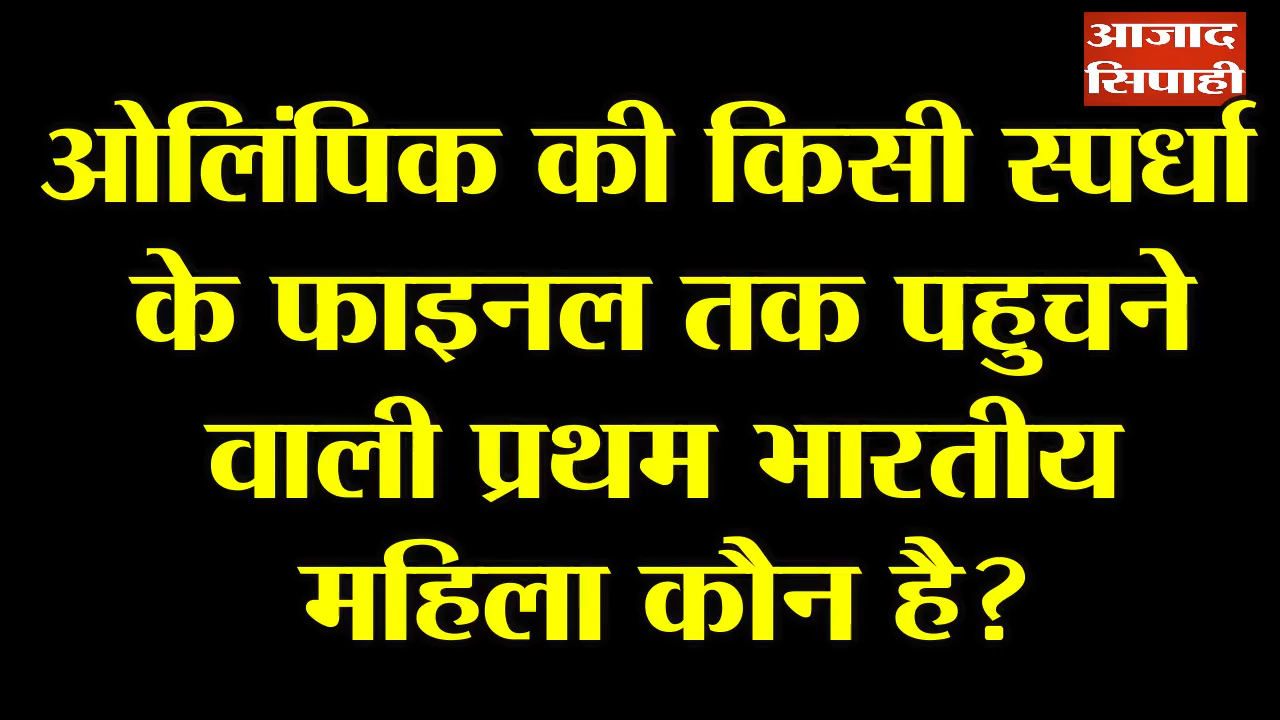 आजाद
सिपाही
ओलिंपिक की किसी स्पर्धा
के फाइनल तक पहुचने
वाली प्रथम भारतीय
महिला कौन है?